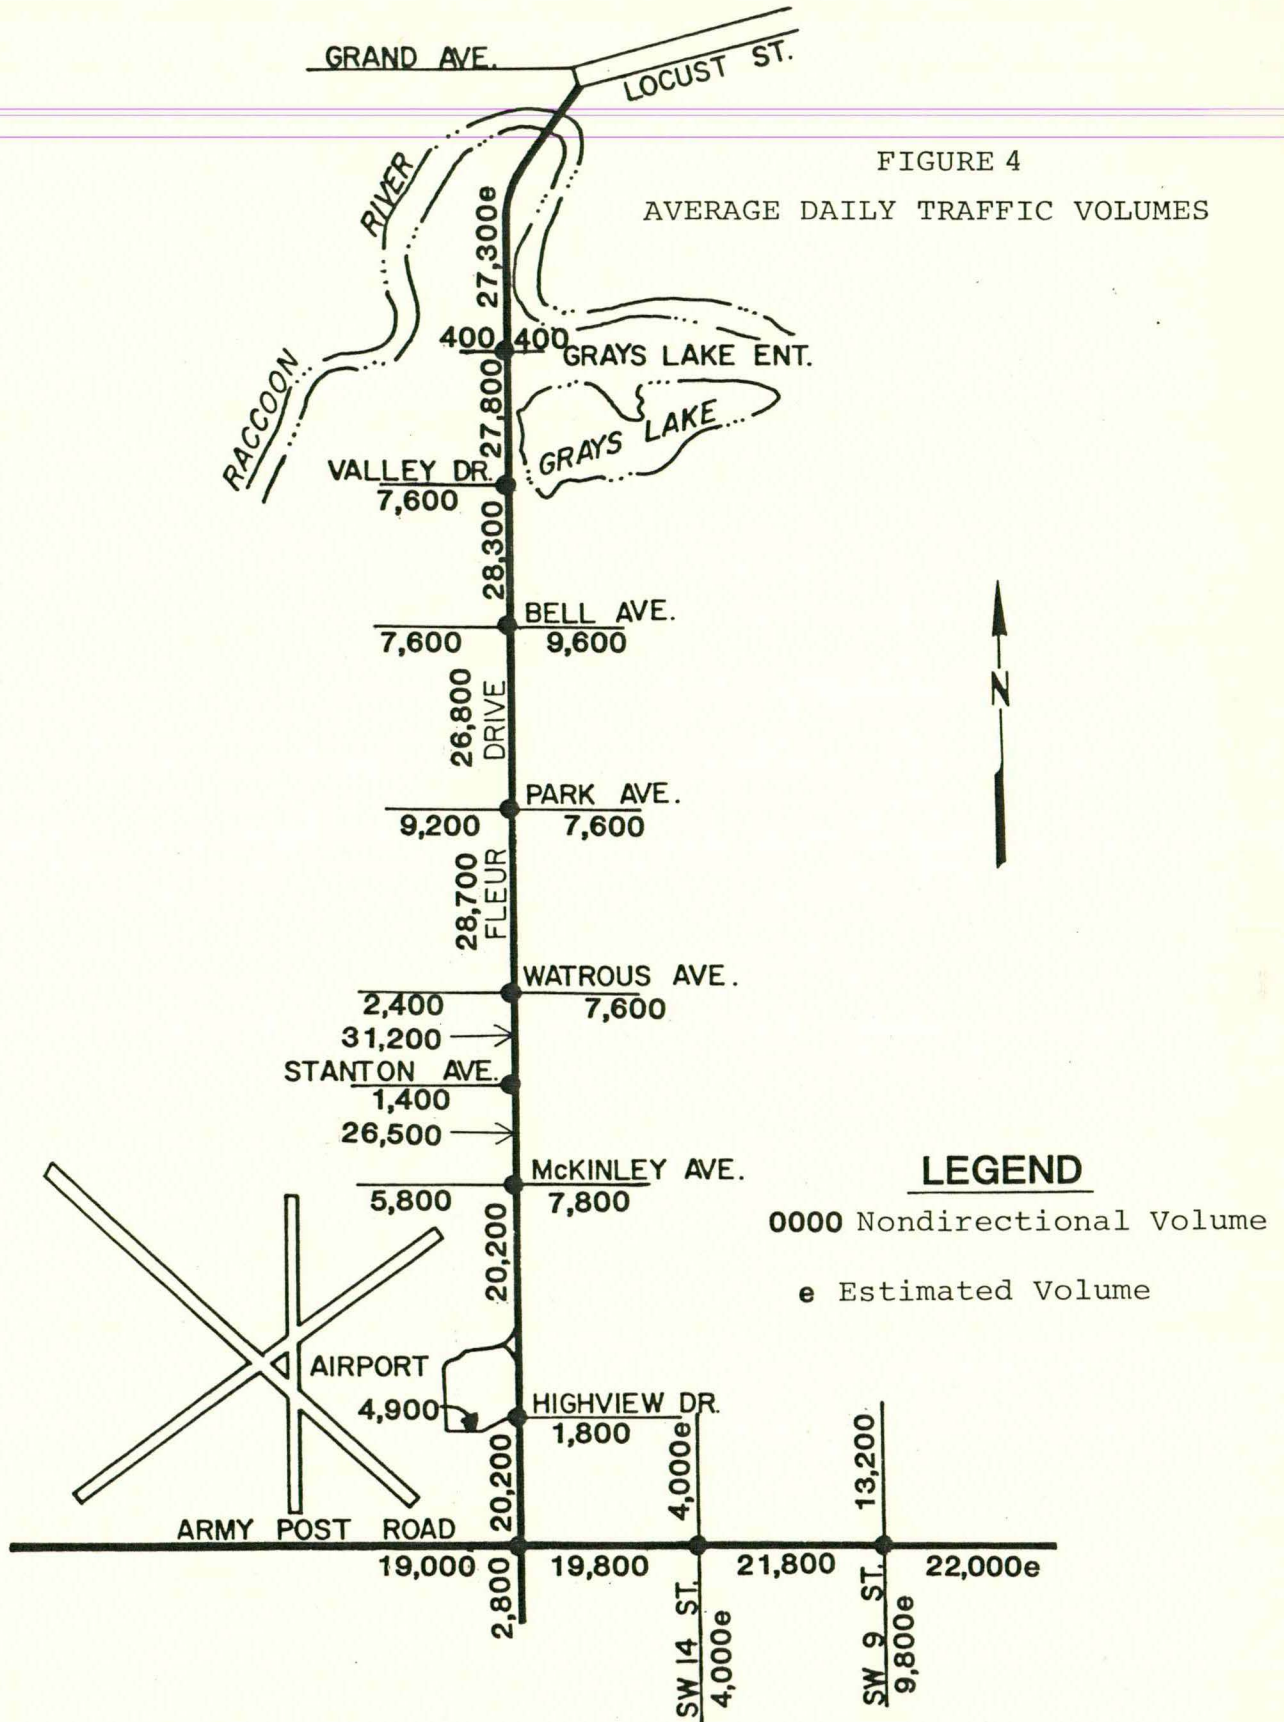 GRAND AVE.
LOCUST ST.
FIGURE 4
AVERAGE DAILY TRAFFIC VOLUMES
RACCOON RIVER
27,300e
400 400
GRAYS LAKE ENT.
27,800
GRAYS LAKE
VALLEY DR.
7,600
28,300
BELL AVE.
7,600 9,600
26,800
FLEUR DRIVE
N
PARK AVE.
9,200 7,600
28,700
WATROUS AVE.
2,400 7,600
31,200
STANTON AVE.
1,400
26,500
McKINLEY AVE.
5,800 7,800
20,200
LEGEND
0000 Nondirectional Volume
e Estimated Volume
AIRPORT
4,900
HIGHVIEW DR.
1,800
20,200
4,000e
13,200
ARMY POST ROAD
19,000 19,800 21,800 22,000e
2,800
SW 14 ST.
4,000e
SW 9 ST.
9,800e